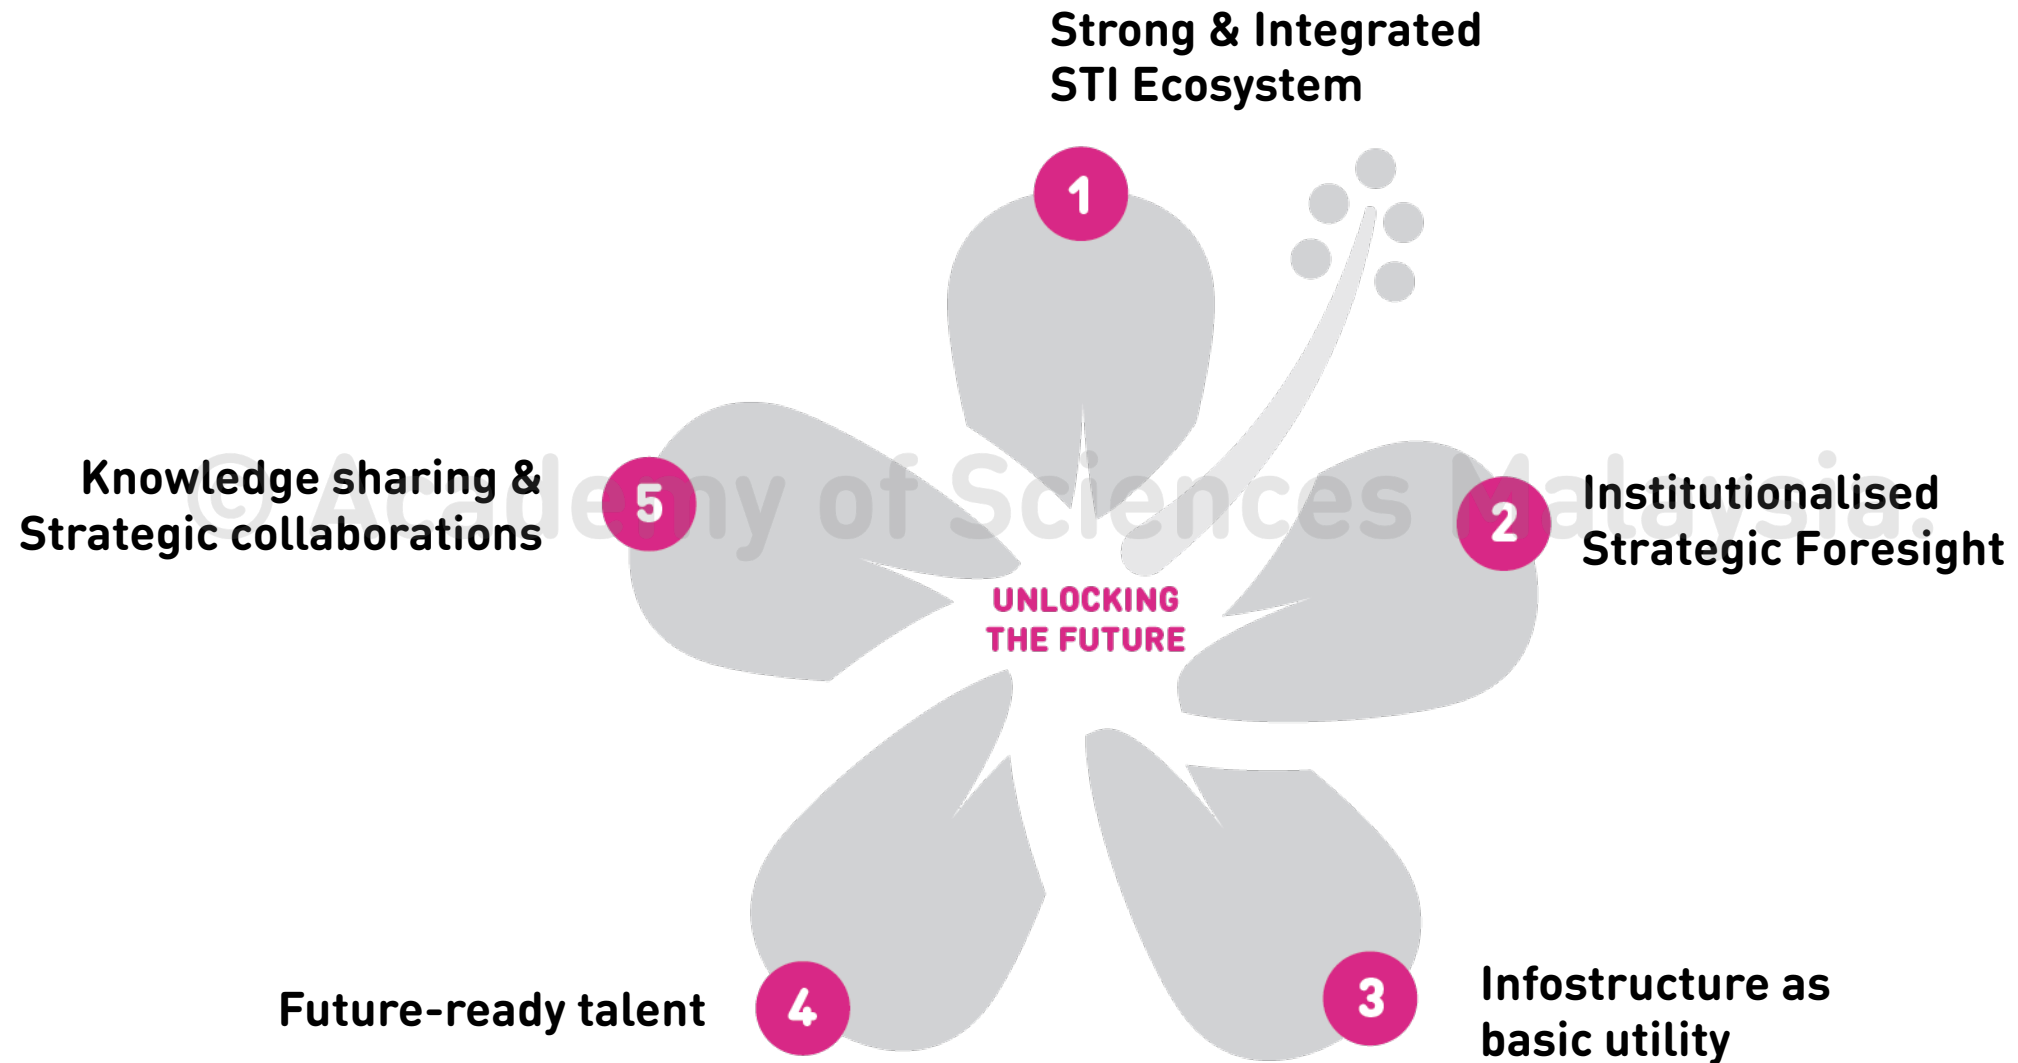 Strong & Integrated
STI Ecosystem
1
Knowledge sharing &
Strategic collaborations
5
2
Institutionalised
Strategic Foresight
© Academy of Sciences Malaysia.
UNLOCKING
THE FUTURE
Future-ready talent
4
3
Infostructure as
basic utility